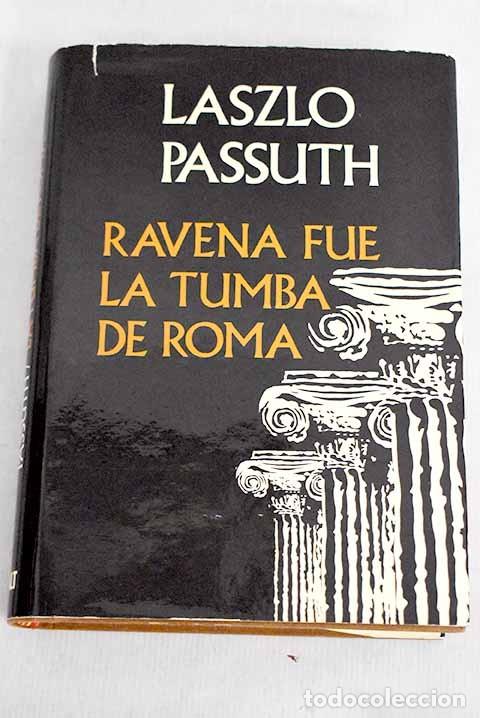 LASZLO
PASSUTH
RAVENA FUE
LA TUMBA
DE ROMA
todocoleccion